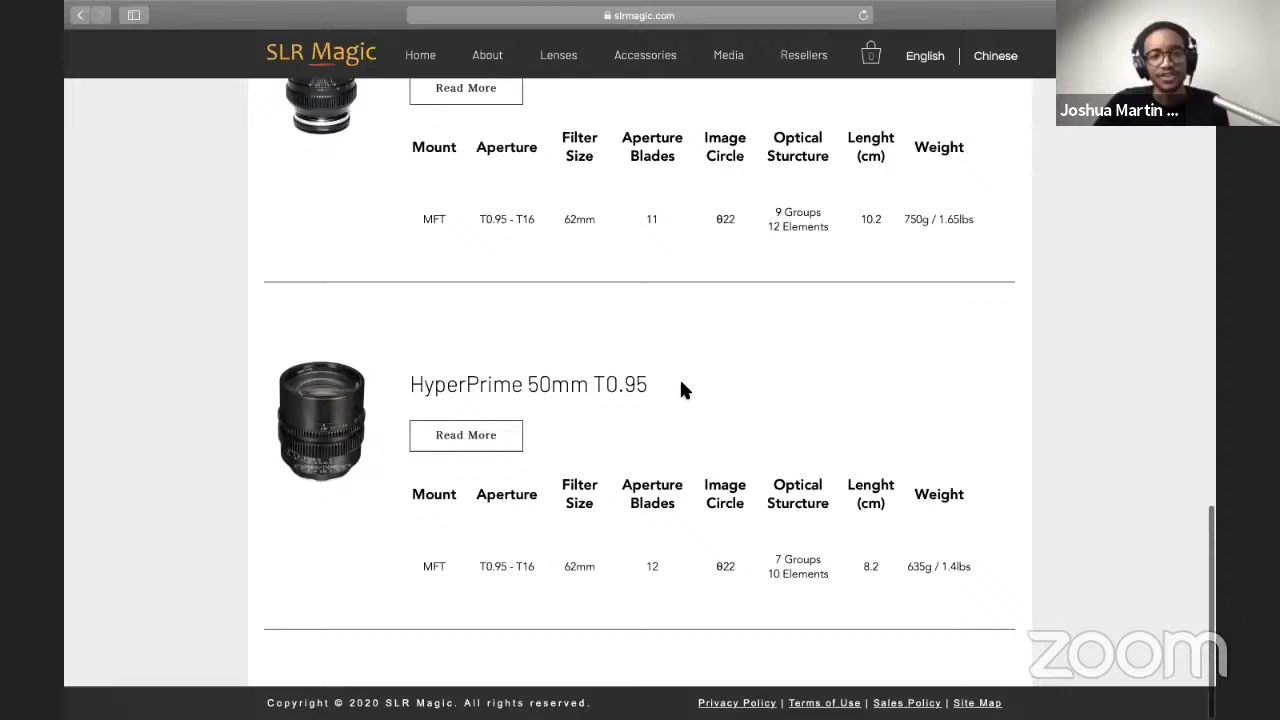 slrmagic.com
SLR Magic
Home About Lenses Accessories Media Resellers 0 English | Chinese
Joshua Martin ...
Read More
Mount Aperture Filter Size Aperture Blades Image Circle Optical Sturcture Lenght (cm) Weight
MFT T0.95 - T16 62mm 11 θ22 9 Groups 12 Elements 10.2 750g / 1.65lbs
HyperPrime 50mm T0.95
Read More
Mount Aperture Filter Size Aperture Blades Image Circle Optical Sturcture Lenght (cm) Weight
MFT T0.95 - T16 62mm 12 θ22 7 Groups 10 Elements 8.2 635g / 1.4lbs
zoom
Copyright © 2020 SLR Magic. All rights reserved. Privacy Policy | Terms of Use | Sales Policy | Site Map